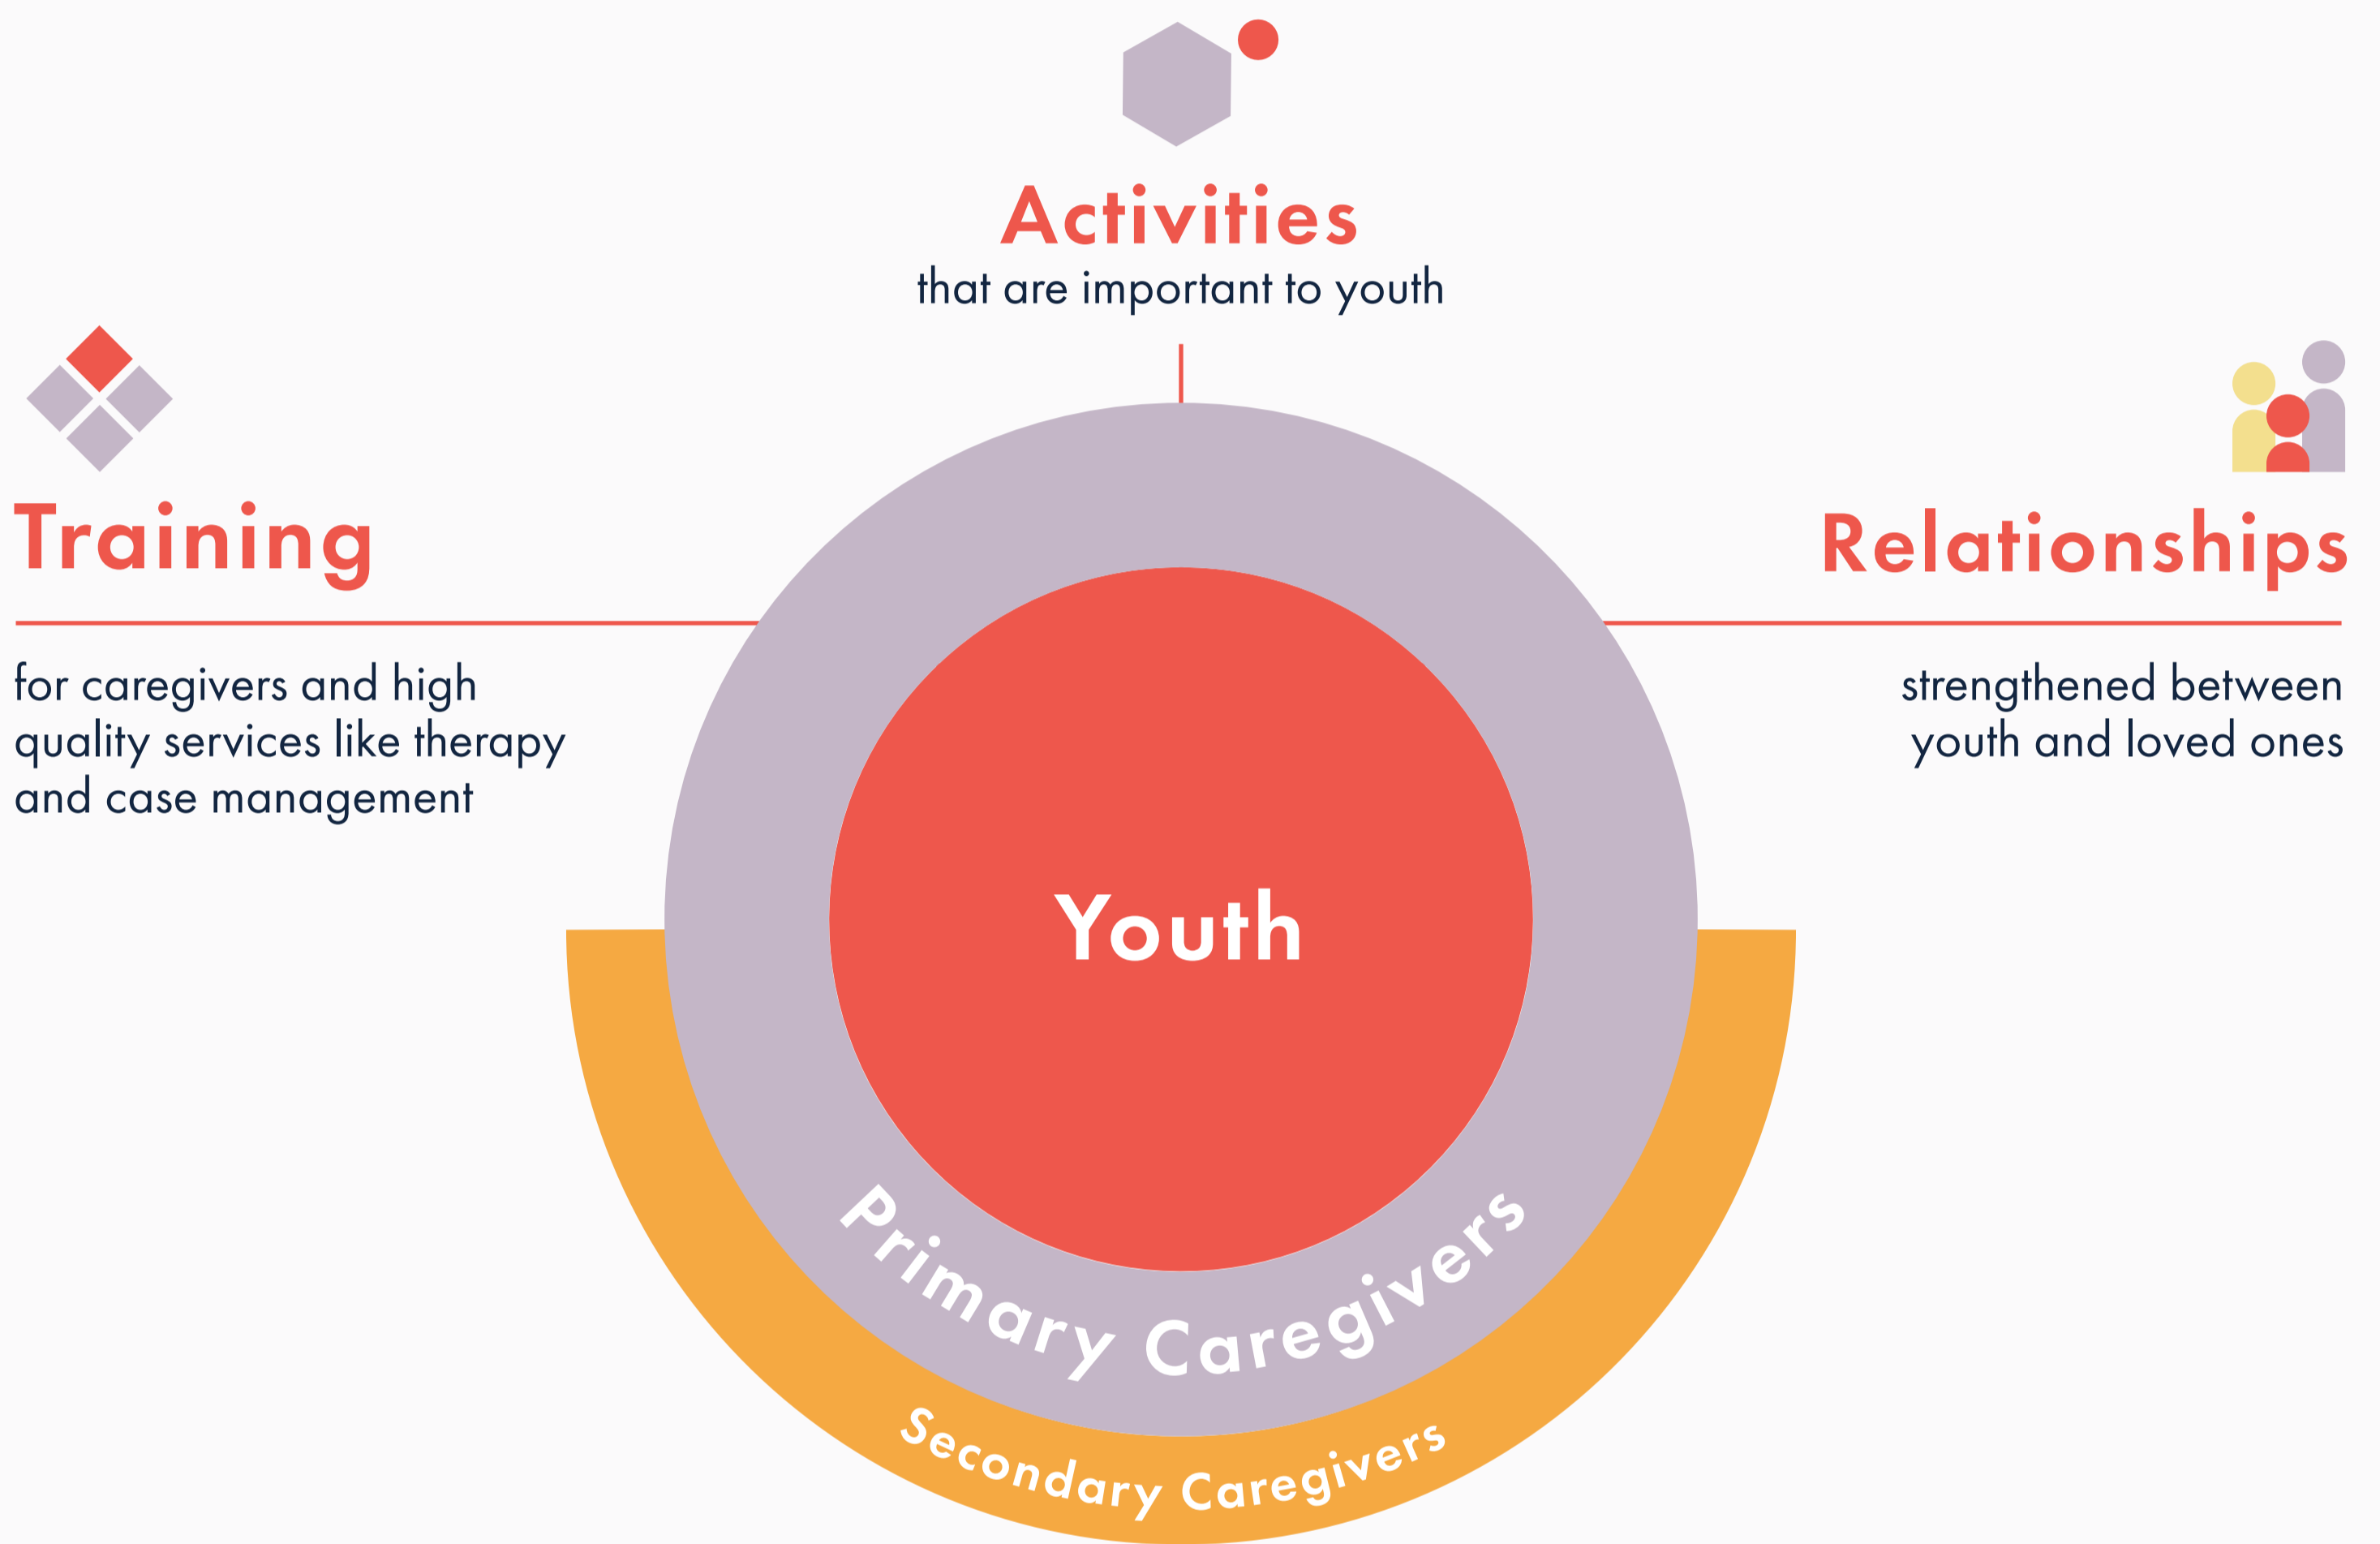 Activities
that are important to youth
Training
for caregivers and high
quality services like therapy
and case management
Relationships
strengthened between
youth and loved ones
Youth
Primary Caregivers
Secondary Caregivers